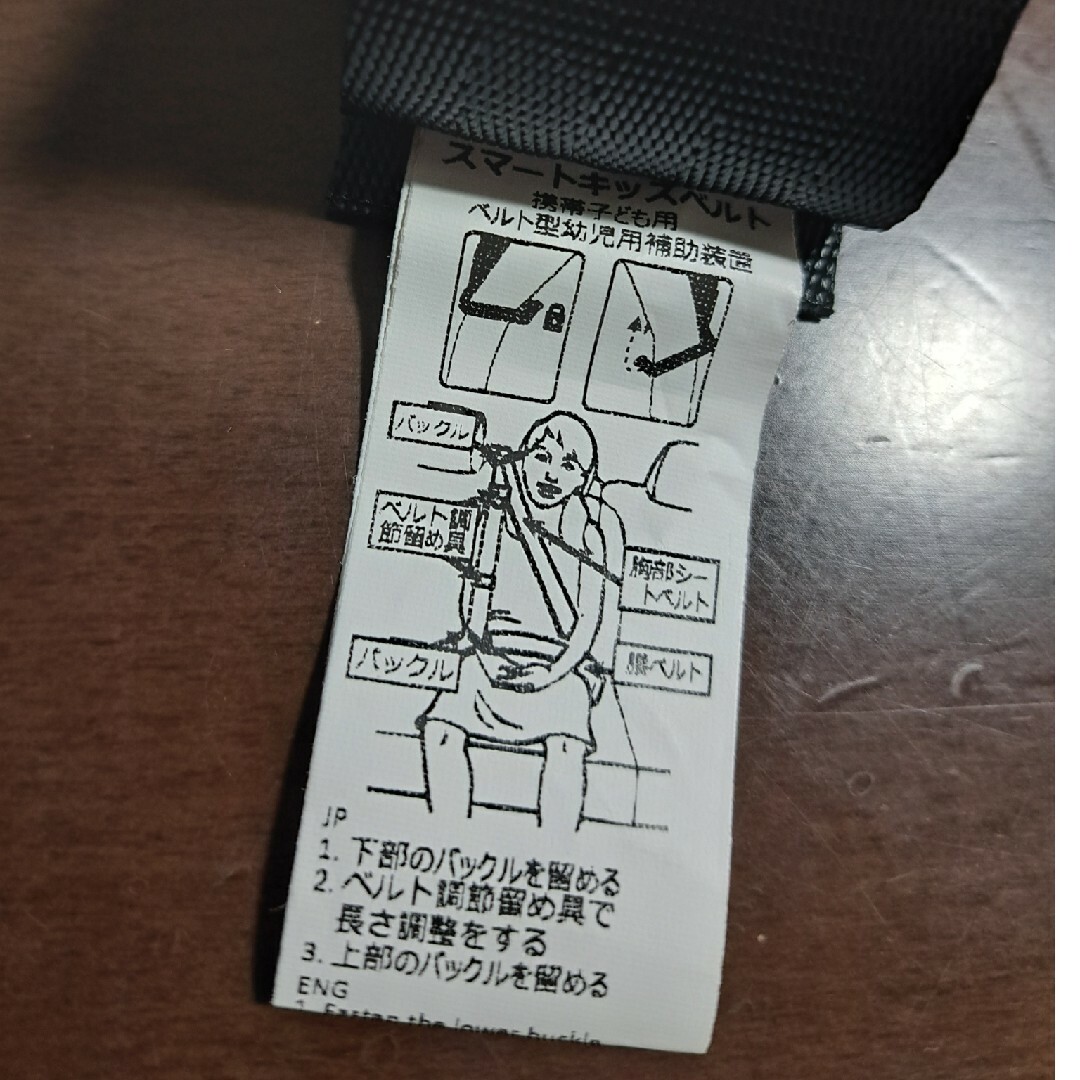 スマートキッズベルト
携帯子ども用
ベルト型幼児用補助装置
バックル
ベルト調
節留め具
胸部シー
トベルト
バックル
腰ベルト
JP
1. 下部のバックルを留める
2. ベルト調節留め具で
長さ調整をする
3. 上部のバックルを留める
ENG
1. Fasten the lower buckle